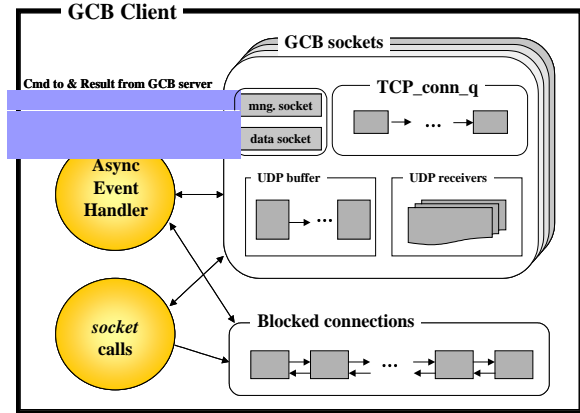 GCB Client
GCB sockets
Cmd to & Result from GCB server
TCP_conn_q
mng. socket
...
data socket
Async
Event
Handler
UDP buffer
UDP receivers
...
socket
calls
Blocked connections
...